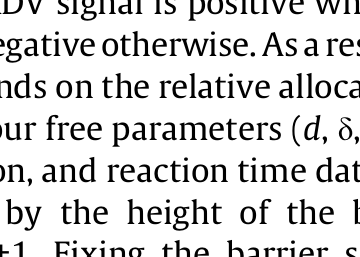 RDV signal is positive wh
egative otherwise. As a res
nds on the relative alloca
our free parameters (d, δ,
on, and reaction time dat
by the height of the b
+1. Fixing the barrier s